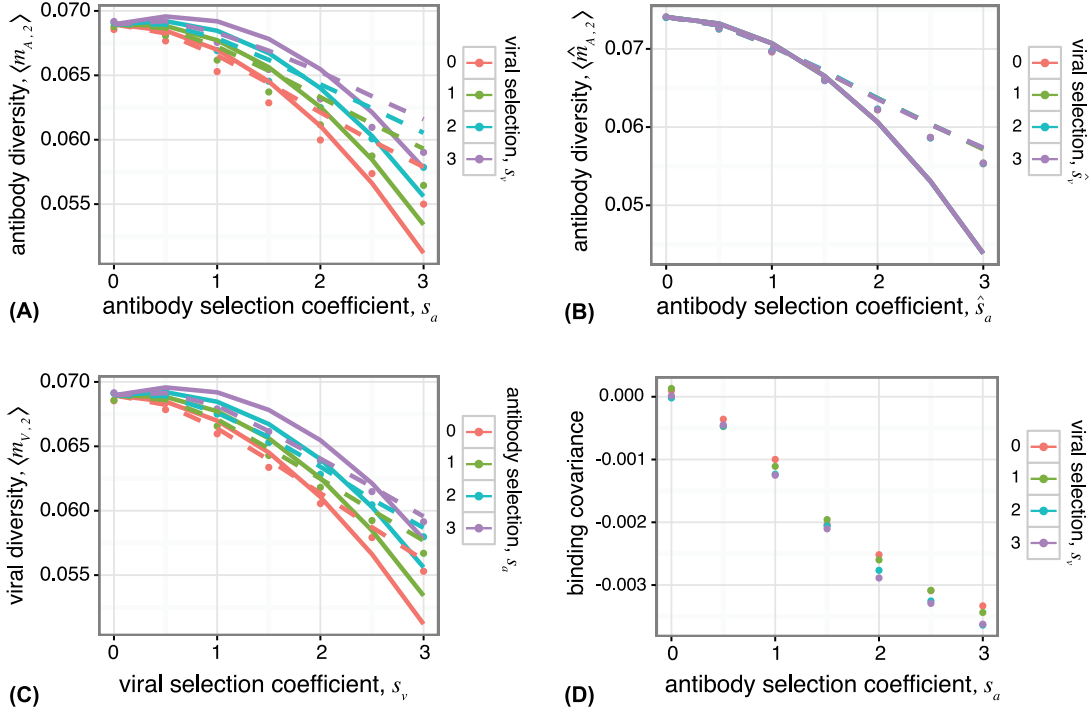 0.070
0.065
0.060
0.055
0
1
2
3
antibody diversity, ⟨m_{A,2}⟩
antibody selection coefficient, s_a
(A)
viral selection, s_v
0
1
2
3
0.07
0.06
0.05
0
1
2
3
antibody diversity, ⟨m̂_{A,2}⟩
antibody selection coefficient, ŝ_a
(B)
viral selection, ŝ_v
0
1
2
3
0.070
0.065
0.060
0.055
0
1
2
3
viral diversity, ⟨m_{V,2}⟩
viral selection coefficient, s_v
(C)
antibody selection, s_a
0
1
2
3
0.000
-0.001
-0.002
-0.003
0
1
2
3
binding covariance
antibody selection coefficient, s_a
(D)
viral selection, s_v
0
1
2
3